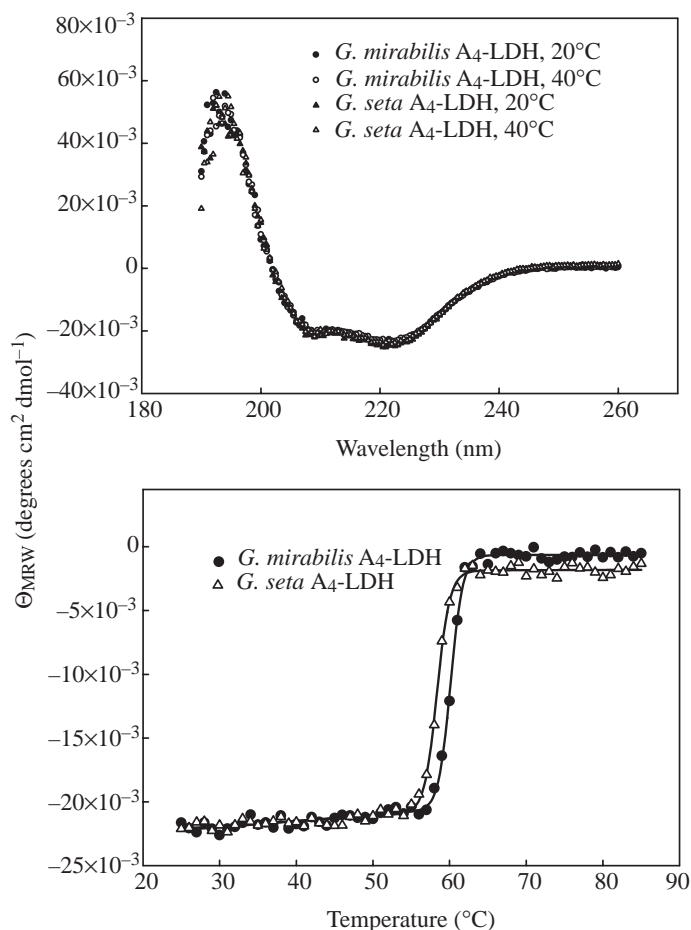 80×10⁻³
60×10⁻³
40×10⁻³
20×10⁻³
0
−20×10⁻³
−40×10⁻³
• G. mirabilis A₄-LDH, 20°C
○ G. mirabilis A₄-LDH, 40°C
▲ G. seta A₄-LDH, 20°C
△ G. seta A₄-LDH, 40°C
180
200
220
240
260
Wavelength (nm)
Θ_MRW (degrees cm² dmol⁻¹)
0
−5×10⁻³
−10×10⁻³
−15×10⁻³
−20×10⁻³
−25×10⁻³
● G. mirabilis A₄-LDH
△ G. seta A₄-LDH
20
30
40
50
60
70
80
90
Temperature (°C)